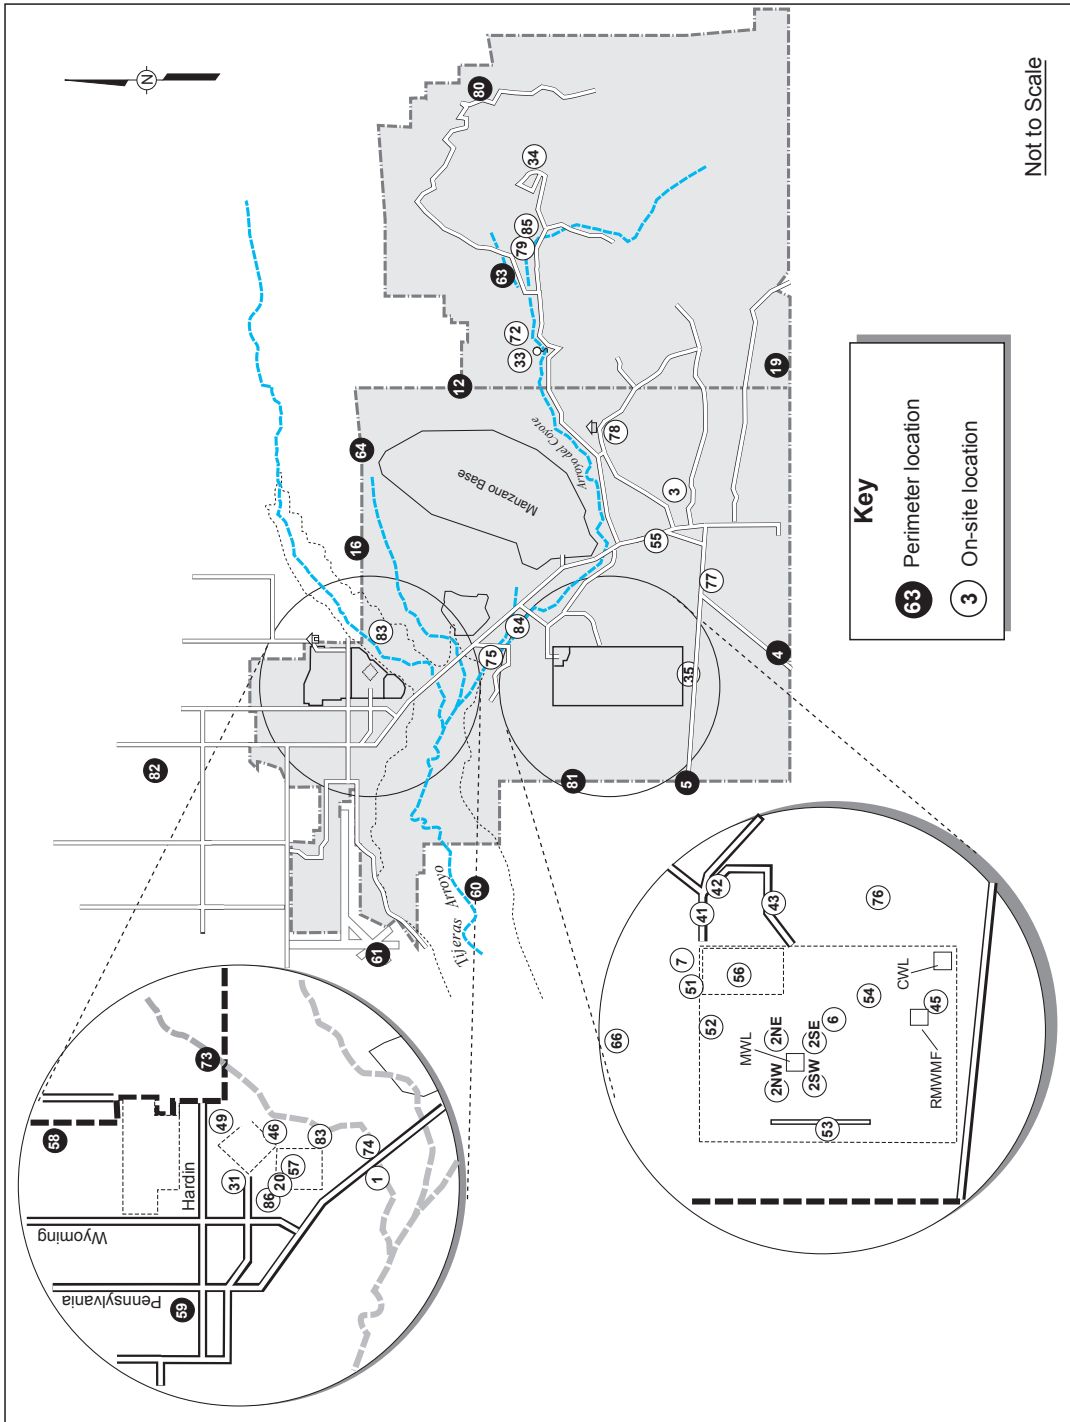 N
80
34
85
79
63
72
33
12
19
64
16
Manzano Base
Arroyo del Coyote
78
3
55
77
83
84
75
35
4
82
81
5
Tijeras Arroyo
60
61
Not to Scale
Key
63 Perimeter location
3 On-site location
58
73
49
46
83
74
1
31
57
20
86
Hardin
Wyoming
Pennsylvania
59
66
7
51
52
56
41
42
43
76
MWL
2NW
2NE
2SW
2SE
6
54
53
45
CWL
RMWMF